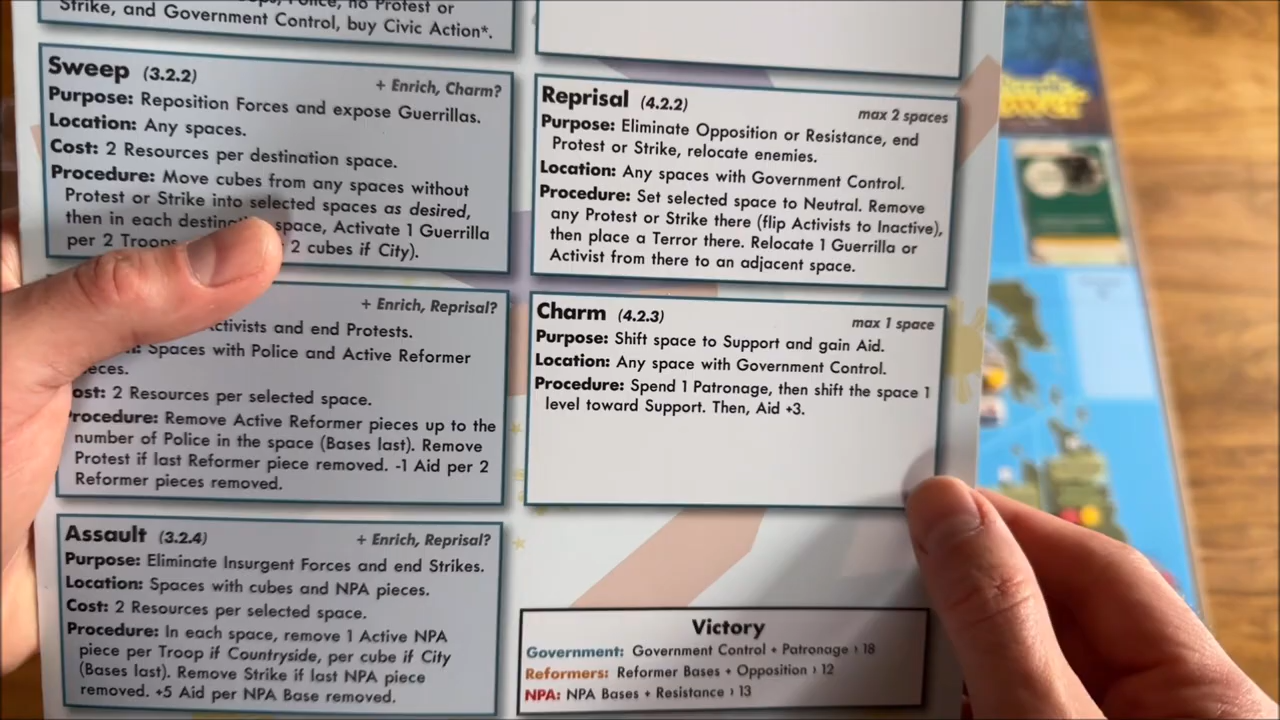 Strike, and Government Control, buy Civic Action*.
Sweep (3.2.2)
+ Enrich, Charm?
Purpose: Reposition Forces and expose Guerrillas.
Location: Any spaces.
Cost: 2 Resources per destination space.
Procedure: Move cubes from any spaces without
Protest or Strike into selected spaces as desired,
then in each space, Activate 1 Guerrilla
per 2 Troops 2 cubes if City).
+ Enrich, Reprisal?
Activists and end Protests.
Spaces with Police and Active Reformer
Cost: 2 Resources per selected space.
Procedure: Remove Active Reformer pieces up to the
number of Police in the space (Bases last). Remove
Protest if last Reformer piece removed. -1 Aid per 2
Reformer pieces removed.
Assault (3.2.4)
+ Enrich, Reprisal?
Purpose: Eliminate Insurgent Forces and end Strikes.
Location: Spaces with cubes and NPA pieces.
Cost: 2 Resources per selected space.
Procedure: In each space, remove 1 Active NPA
piece per Troop if Countryside, per cube if City
(Bases last). Remove Strike if last NPA piece
removed. +5 Aid per NPA Base removed.
Reprisal (4.2.2)
max 2 spaces
Purpose: Eliminate Opposition or Resistance, end
Protest or Strike, relocate enemies.
Location: Any spaces with Government Control.
Procedure: Set selected space to Neutral. Remove
any Protest or Strike there (flip Activists to Inactive),
then place a Terror there. Relocate 1 Guerrilla or
Activist from there to an adjacent space.
Charm (4.2.3)
max 1 space
Purpose: Shift space to Support and gain Aid.
Location: Any space with Government Control.
Procedure: Spend 1 Patronage, then shift the space 1
level toward Support. Then, Aid +3.
Victory
Government: Government Control + Patronage › 18
Reformers: Reformer Bases + Opposition › 12
NPA: NPA Bases + Resistance › 13